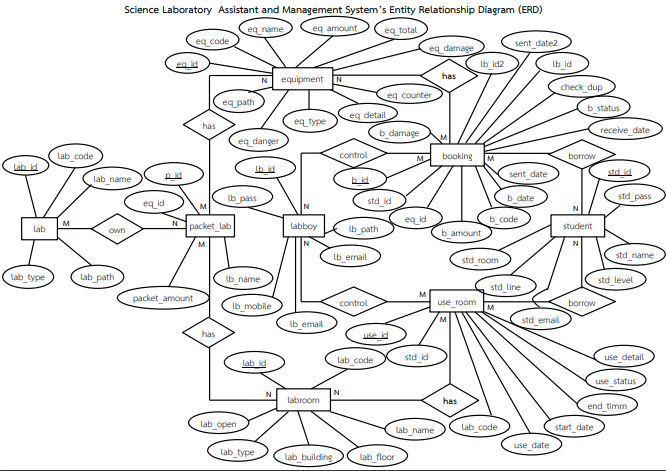 Science Laboratory Assistant and Management System's Entity Relationship Diagram (ERD)
eq_name
eq_amount
eq_total
eq_code
eq_damage
sent_date2
eq_id
lb_id2
lb_id
N
equipment
N
has
check_dup
eq_path
eq_counter
b_status
eq_type
eq_detail
has
b_damage
receive_date
eq_danger
M
lab_code
control
M
booking
M
borrow
lab_id
lb_id
std_id
lab_name
p_id
b_id
sent_date
lb_pass
std_id
b_date
std_pass
eq_id
M
N
eq_id
b_code
N
lab
M
own
N
packet_lab
labboy
lb_path
b_amount
student
M
N
N
lb_email
std_room
std_name
lab_type
lab_path
lb_name
std_line
std_level
packet_amount
lb_mobile
control
M
use_room
M
borrow
lb_email
std_email
M
has
use_id
lab_id
lab_code
std_id
use_detail
use_status
N
labroom
N
has
end_timm
lab_open
lab_name
lab_code
start_date
lab_type
lab_building
lab_floor
use_date